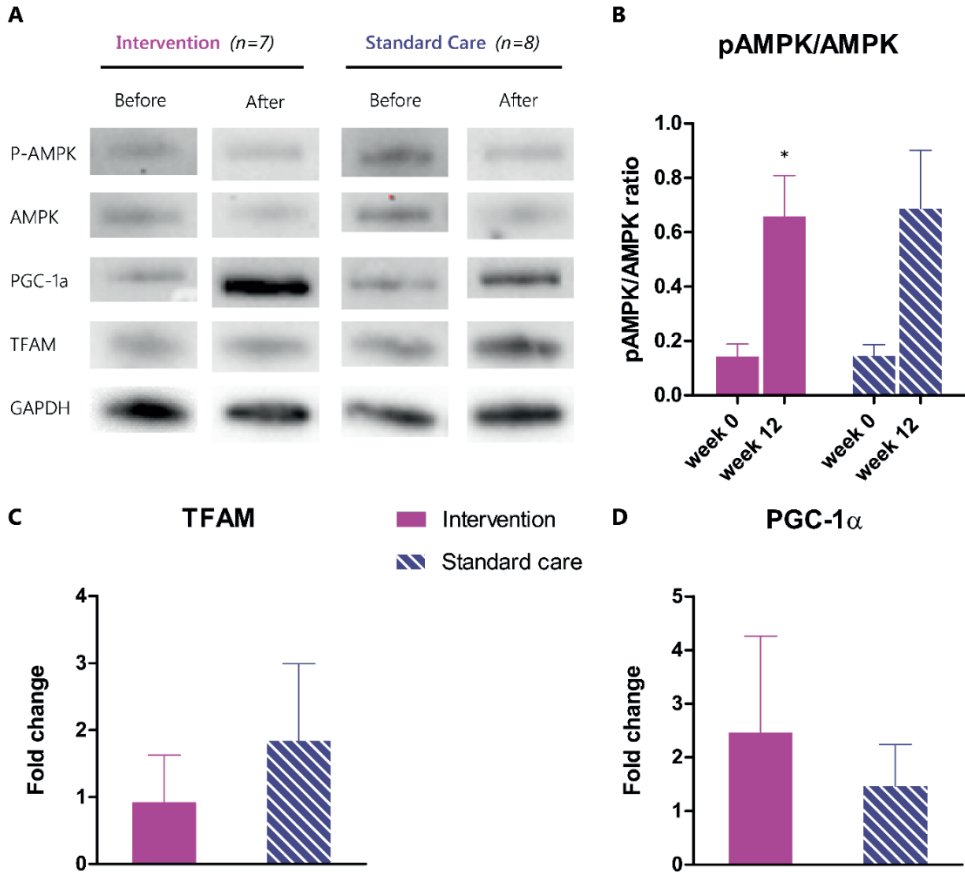 A
Intervention (n=7) Standard Care (n=8)
Before After Before After
P-AMPK
AMPK
PGC-1a
TFAM
GAPDH
B
pAMPK/AMPK
pAMPK/AMPK ratio
1.0
0.8
0.6
0.4
0.2
0.0
*
week 0
week 12
week 0
week 12
C
TFAM
Fold change
4
3
2
1
0
Intervention
Standard care
D
PGC-1α
Fold change
5
4
3
2
1
0